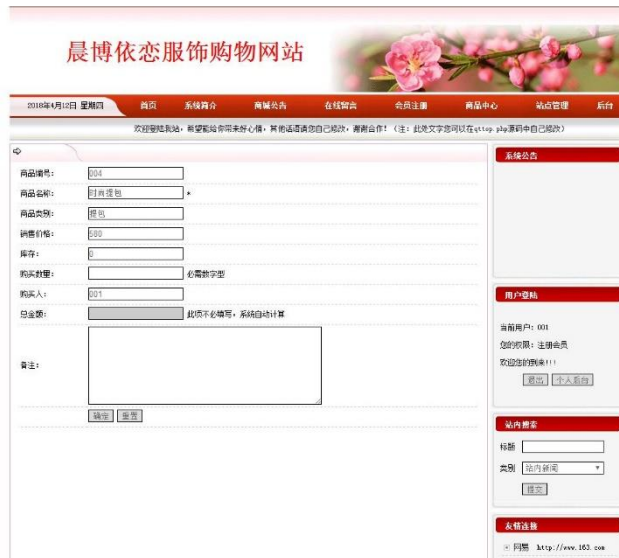 晨博依恋服饰购物网站
2018年4月12日 星期四 首页 系统简介 商城公告 在线留言 会员注册 商品中心 站点管理 后台
欢迎登陆我站，希望能给你带来好心情，其他话语请您自己修改，谢谢合作！（注：此处文字您可以在qttop.php源码中自己修改）
系统公告
商品编号： 004
商品名称： 时尚提包 *
商品类别： 提包
销售价格： 580
库存： 0
购买数量： 必需数字型
购买人： 001
总金额： 此项不必填写，系统自动计算
备注：
确定 重置
用户登陆
当前用户：001
您的权限：注册会员
欢迎您的到来!!!
退出 个人后台
站内搜索
标题
类别 站内新闻
提交
友情连接
网易 http://www.163.com